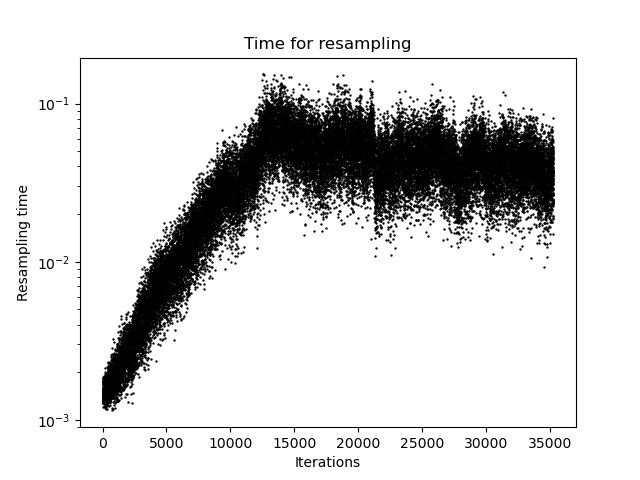 Time for resampling
Resampling time
10⁻¹
10⁻²
10⁻³
0 5000 10000 15000 20000 25000 30000 35000
Iterations